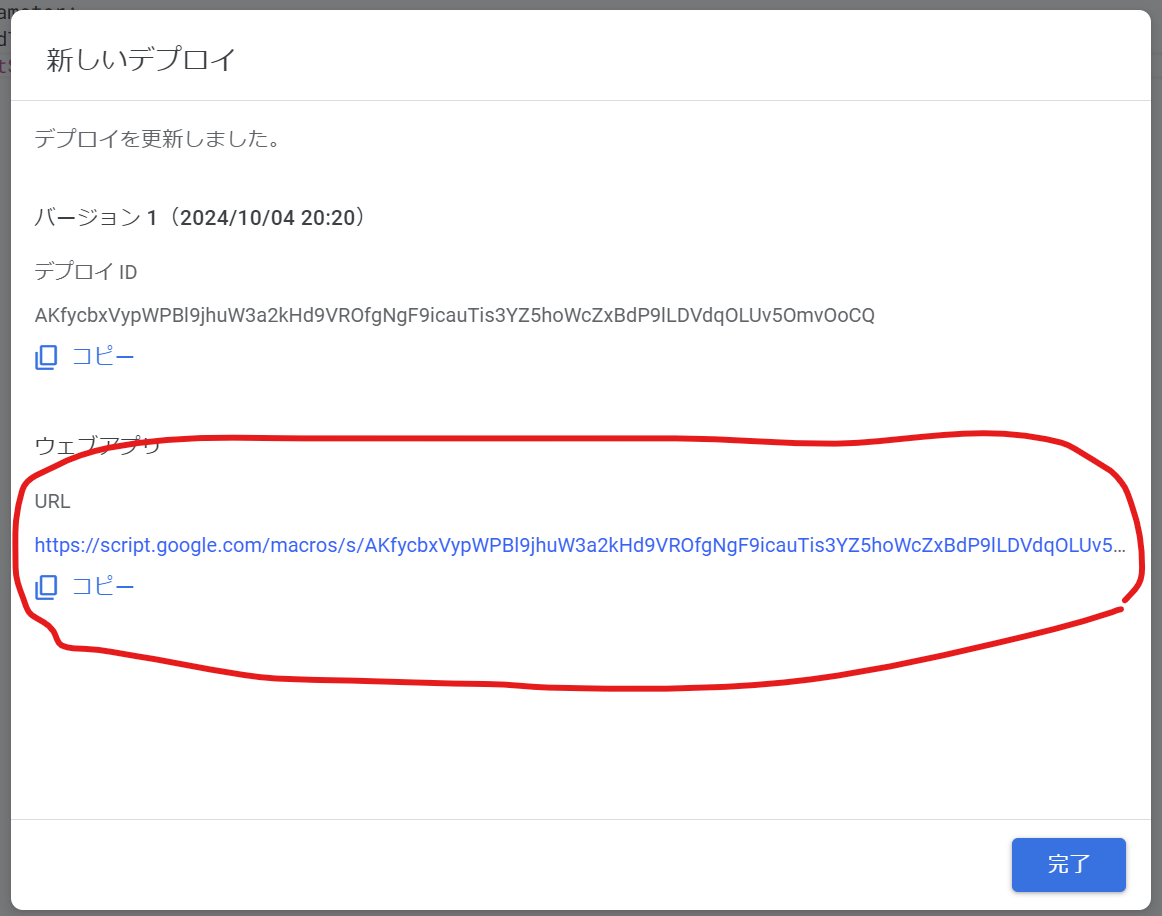 新しいデプロイ
デプロイを更新しました。
バージョン 1（2024/10/04 20:20）
デプロイ ID
AKfycbxVypWPBl9jhuW3a2kHd9VROfgNgF9icauTis3YZ5hoWcZxBdP9lLDVdqOLUv5OmvOoCQ
コピー
ウェブアプリ
URL
https://script.google.com/macros/s/AKfycbxVypWPBl9jhuW3a2kHd9VROfgNgF9icauTis3YZ5hoWcZxBdP9lLDVdqOLUv5...
コピー
完了